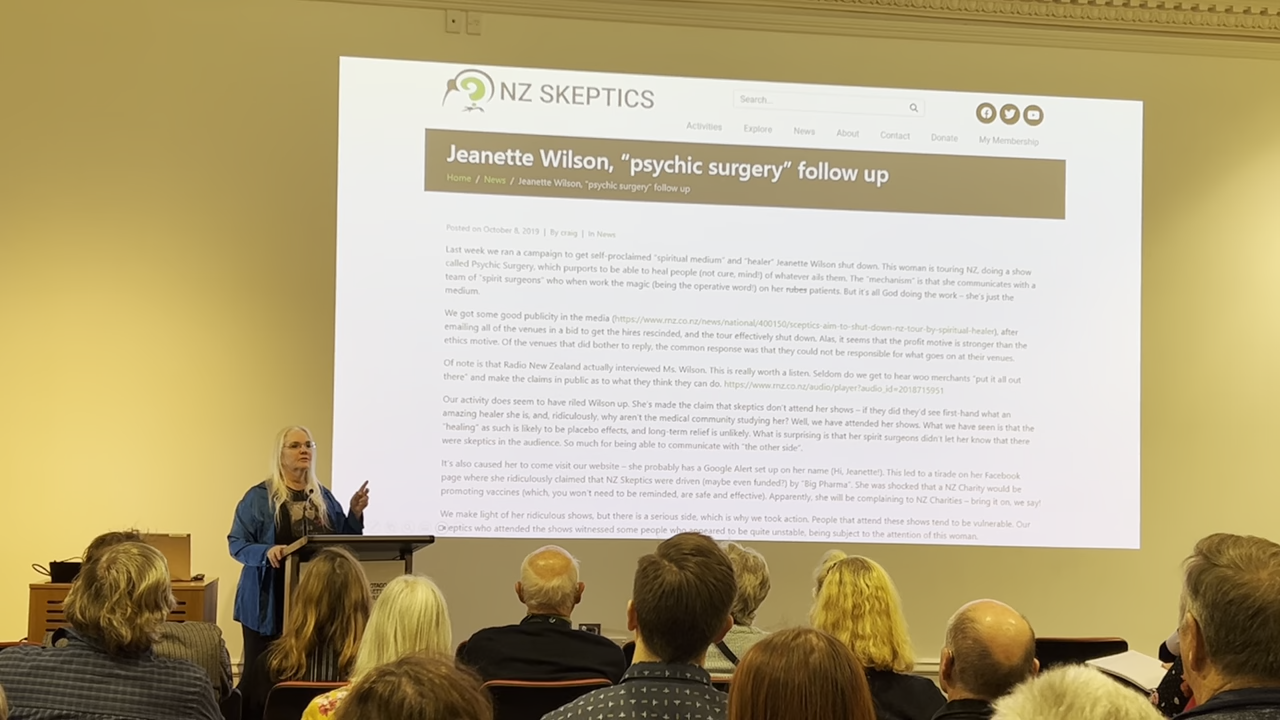 NZ SKEPTICS
Search...
Activities Explore News About Contact Donate My Membership
Jeanette Wilson, “psychic surgery” follow up
Home / News / Jeanette Wilson, “psychic surgery” follow up
Posted on October 8, 2019 | By craig | In News
Last week we ran a campaign to get self-proclaimed “spiritual medium” and “healer” Jeanette Wilson shut down. This woman is touring NZ, doing a show
called Psychic Surgery, which purports to be able to heal people (not cure, mind!) of whatever ails them. The “mechanism” is that she communicates with a
team of “spirit surgeons” who when work the magic (being the operative word!) on her rubes patients. But it’s all God doing the work – she’s just the
medium.
We got some good publicity in the media (https://www.rnz.co.nz/news/national/400150/sceptics-aim-to-shut-down-nz-tour-by-spiritual-healer), after
emailing all of the venues in a bid to get the hires rescinded, and the tour effectively shut down. Alas, it seems that the profit motive is stronger than the
ethics motive. Of the venues that did bother to reply, the common response was that they could not be responsible for what goes on at their venues.
Of note is that Radio New Zealand actually interviewed Ms. Wilson. This is really worth a listen. Seldom do we get to hear woo merchants “put it all out
there” and make the claims in public as to what they think they can do. https://www.rnz.co.nz/audio/player?audio_id=2018715951
Our activity does seem to have riled Wilson up. She’s made the claim that skeptics don’t attend her shows – if they did they’d see first-hand what an
amazing healer she is, and, ridiculously, why aren’t the medical community studying her? Well, we have attended her shows. What we have seen is that the
“healing” as such is likely to be placebo effects, and long-term relief is unlikely. What is surprising is that her spirit surgeons didn’t let her know that there
were skeptics in the audience. So much for being able to communicate with “the other side”.
It’s also caused her to come visit our website – she probably has a Google Alert set up on her name (Hi, Jeanette!). This led to a tirade on her Facebook
page where she ridiculously claimed that NZ Skeptics were driven (maybe even funded?) by “Big Pharma”. She was shocked that a NZ Charity would be
promoting vaccines (which, you won’t need to be reminded, are safe and effective). Apparently, she will be complaining to NZ Charities – bring it on, we say!
We make light of her ridiculous shows, but there is a serious side, which is why we took action. People that attend these shows tend to be vulnerable. Our
skeptics who attended the shows witnessed some people who appeared to be quite unstable, being subject to the attention of this woman.